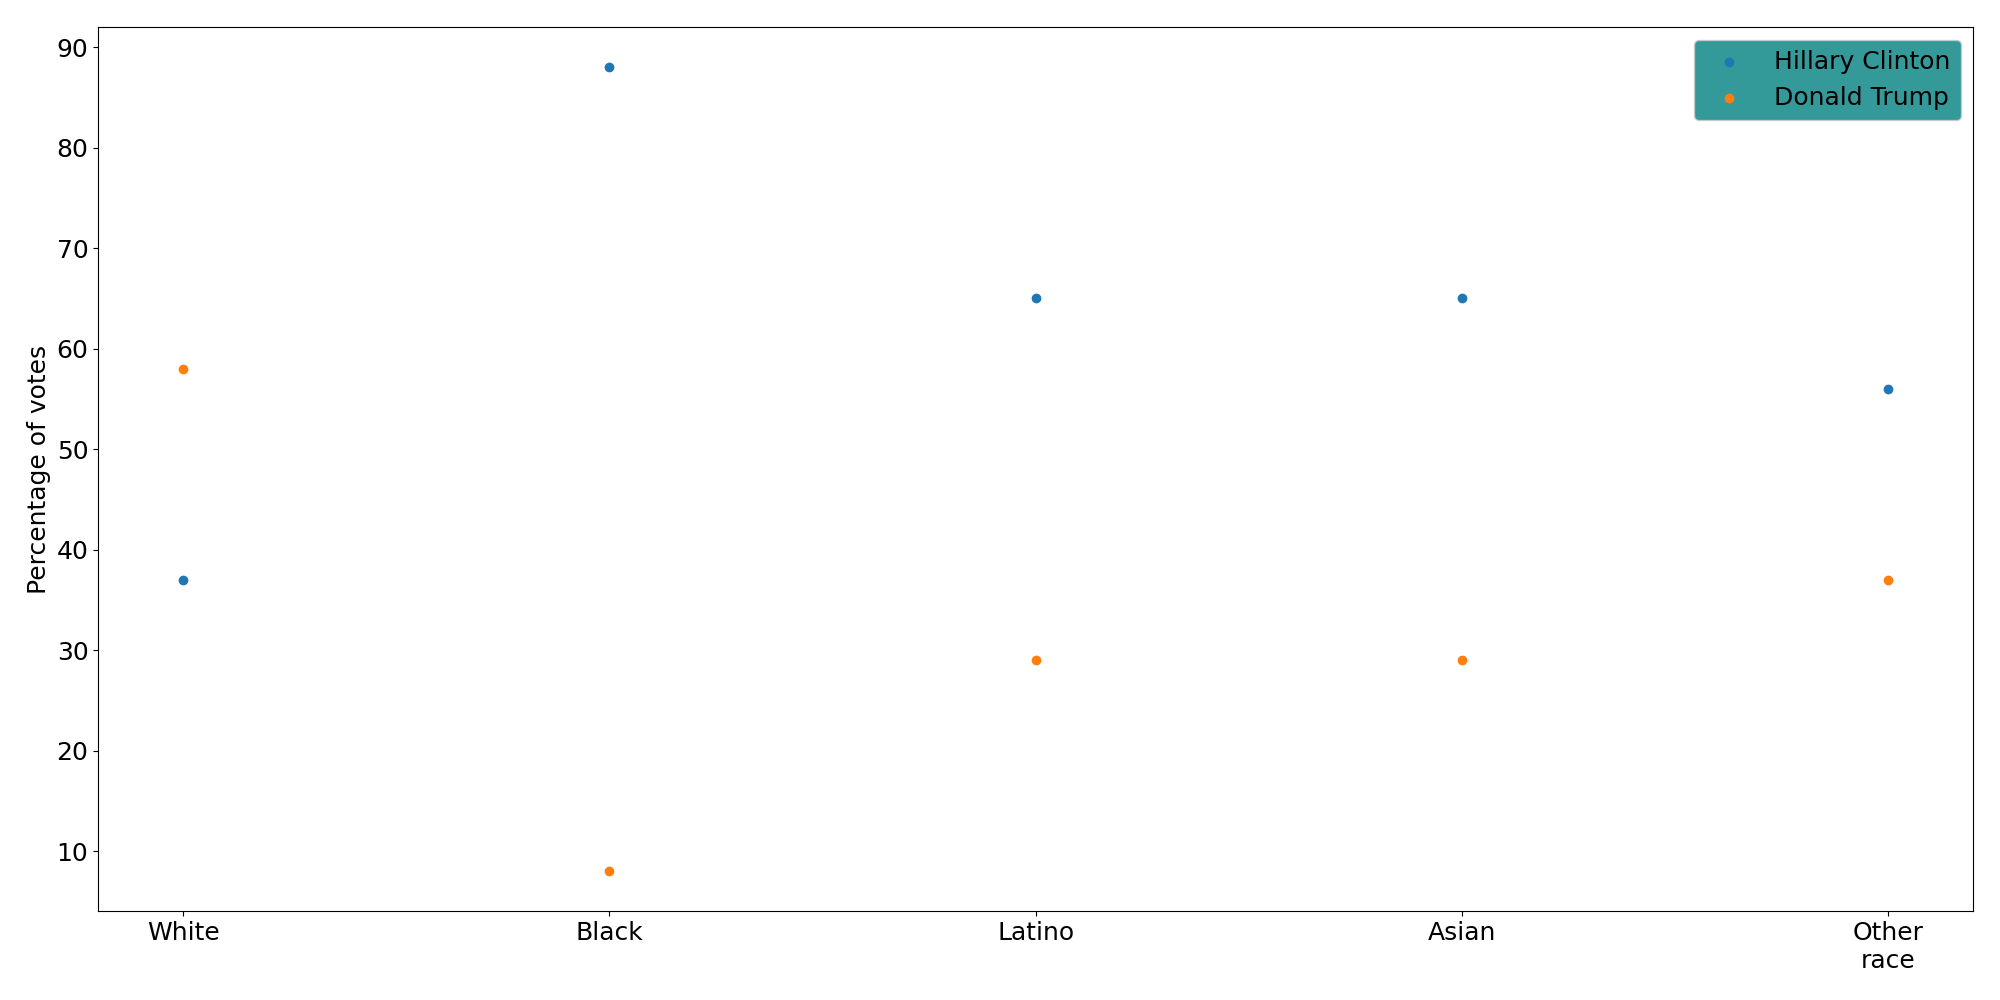 Hillary Clinton
Donald Trump
Percentage of votes
90
80
70
60
50
40
30
20
10
White
Black
Latino
Asian
Other
race